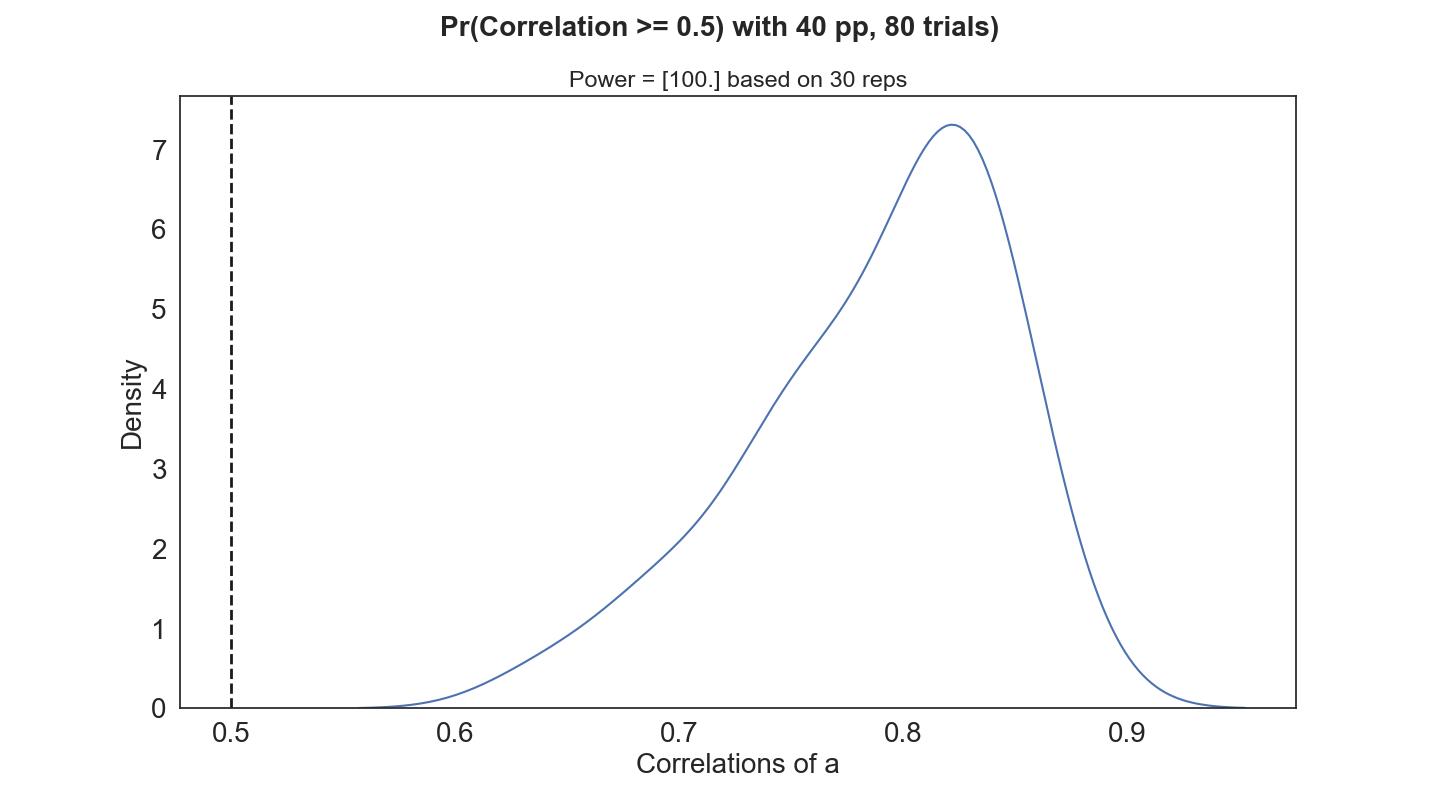 Pr(Correlation >= 0.5) with 40 pp, 80 trials)
Power = [100.] based on 30 reps
7
6
5
4
3
2
1
0
Density
0.5 0.6 0.7 0.8 0.9
Correlations of a